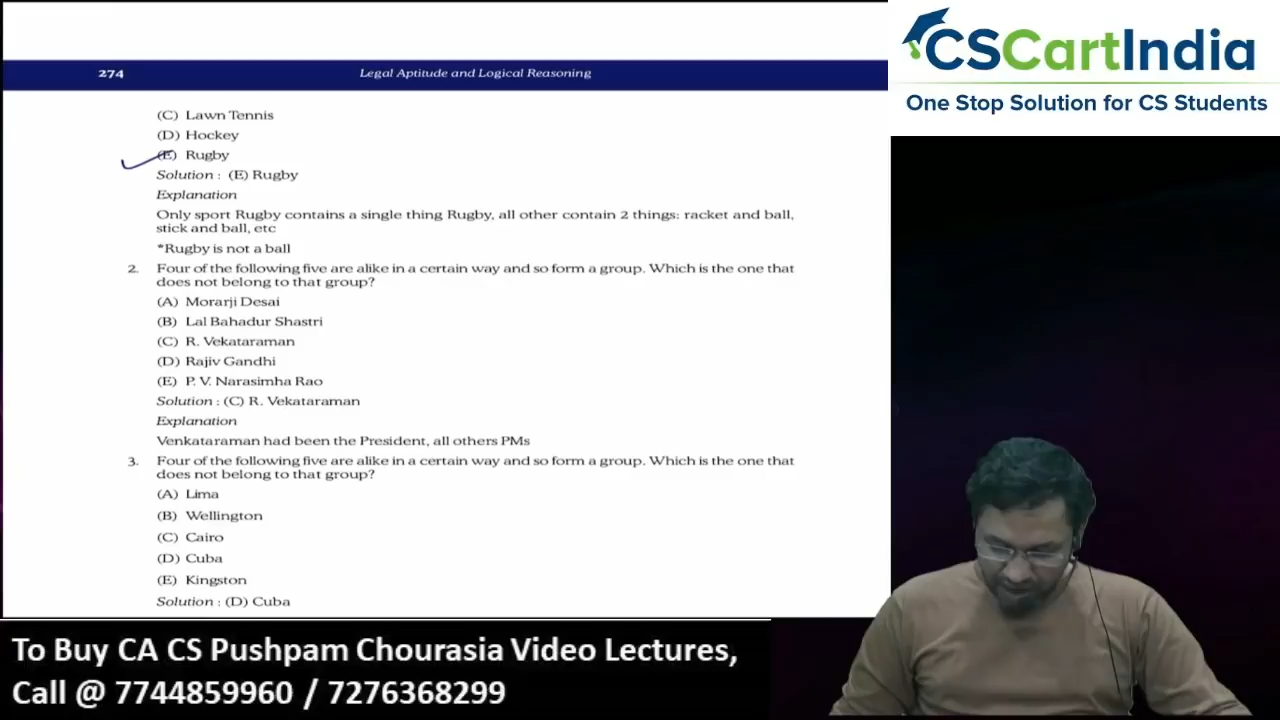 274
Legal Aptitude and Logical Reasoning
(C) Lawn Tennis
(D) Hockey
(E) Rugby
Solution : (E) Rugby
Explanation
Only sport Rugby contains a single thing Rugby, all other contain 2 things: racket and ball,
stick and ball, etc
*Rugby is not a ball
2. Four of the following five are alike in a certain way and so form a group. Which is the one that
does not belong to that group?
(A) Morarji Desai
(B) Lal Bahadur Shastri
(C) R. Vekataraman
(D) Rajiv Gandhi
(E) P. V. Narasimha Rao
Solution : (C) R. Vekataraman
Explanation
Venkataraman had been the President, all others PMs
3. Four of the following five are alike in a certain way and so form a group. Which is the one that
does not belong to that group?
(A) Lima
(B) Wellington
(C) Cairo
(D) Cuba
(E) Kingston
Solution : (D) Cuba
CSCartIndia
One Stop Solution for CS Students
To Buy CA CS Pushpam Chourasia Video Lectures,
Call @ 7744859960 / 7276368299